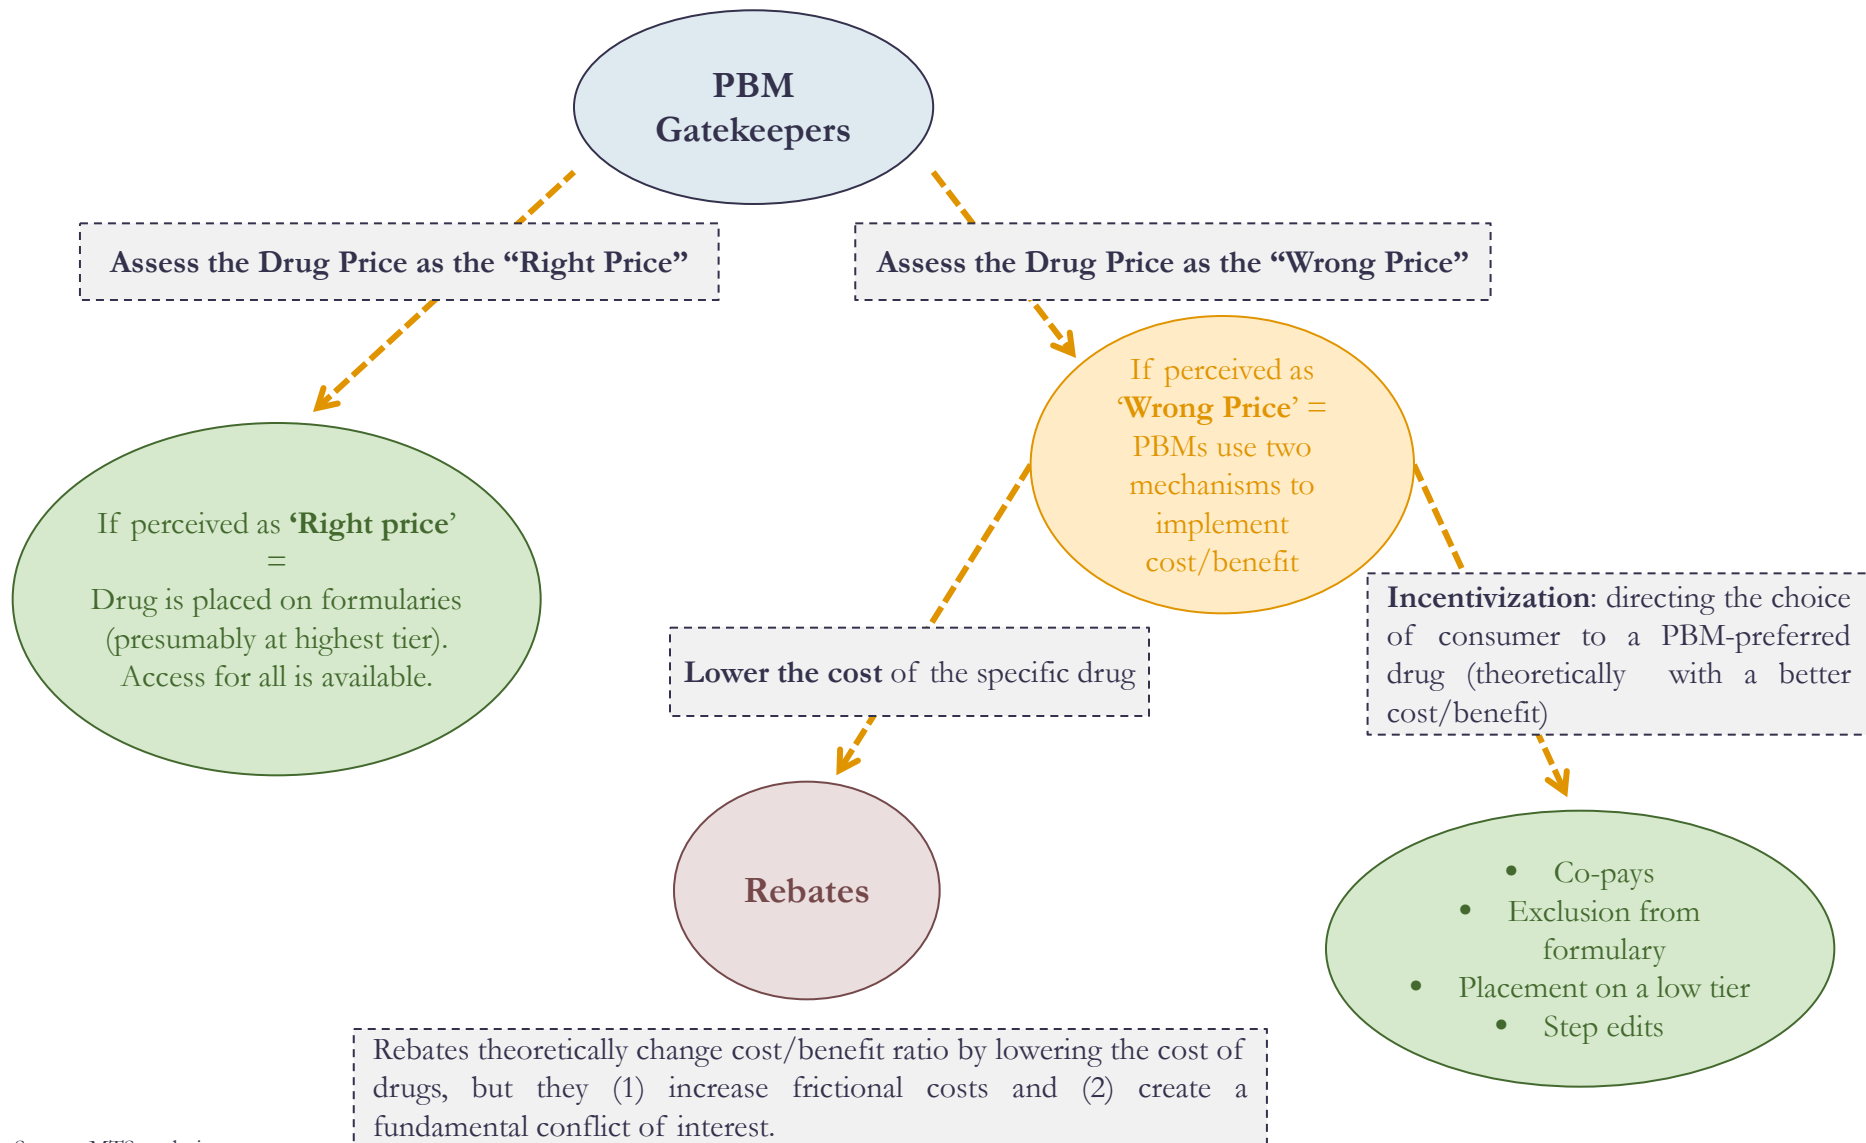 PBM
Gatekeepers
Assess the Drug Price as the “Right Price”
Assess the Drug Price as the “Wrong Price”
If perceived as
‘Wrong Price’ =
PBMs use two
mechanisms to
implement
cost/benefit
If perceived as ‘Right price’
=
Drug is placed on formularies
(presumably at highest tier).
Access for all is available.
Lower the cost of the specific drug
Incentivization: directing the choice
of consumer to a PBM-preferred
drug (theoretically with a better
cost/benefit)
Rebates
• Co-pays
• Exclusion from
formulary
• Placement on a low tier
• Step edits
Rebates theoretically change cost/benefit ratio by lowering the cost of
drugs, but they (1) increase frictional costs and (2) create a
fundamental conflict of interest.